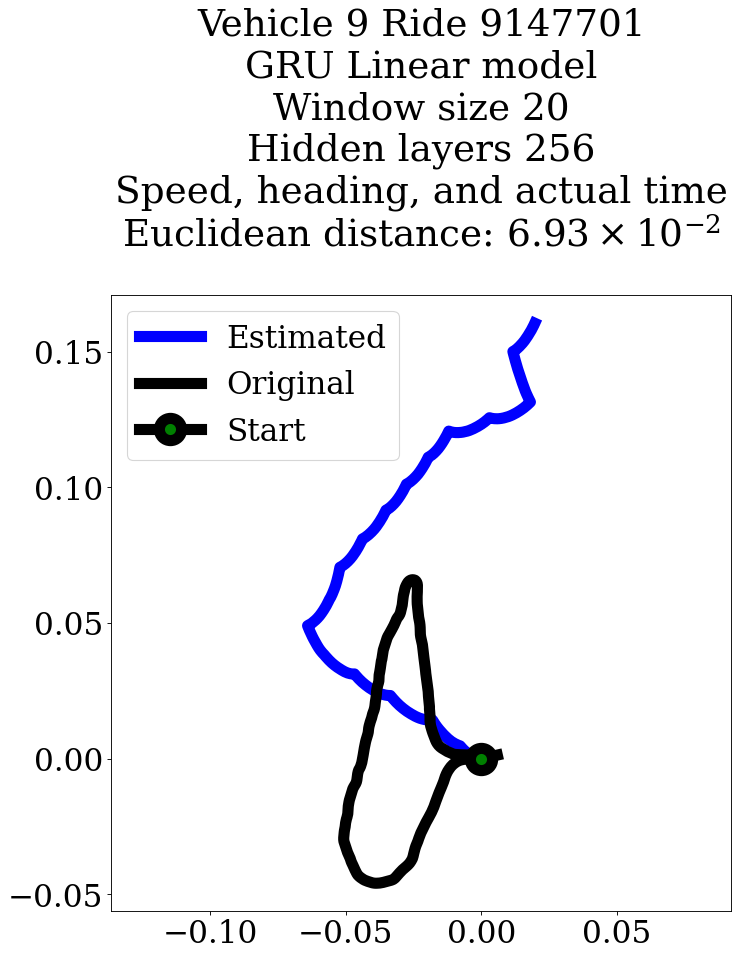 Vehicle 9 Ride 9147701
GRU Linear model
Window size 20
Hidden layers 256
Speed, heading, and actual time
Euclidean distance: 6.93 × 10⁻²
Estimated
Original
Start
0.15
0.10
0.05
0.00
−0.05
−0.10 −0.05 0.00 0.05